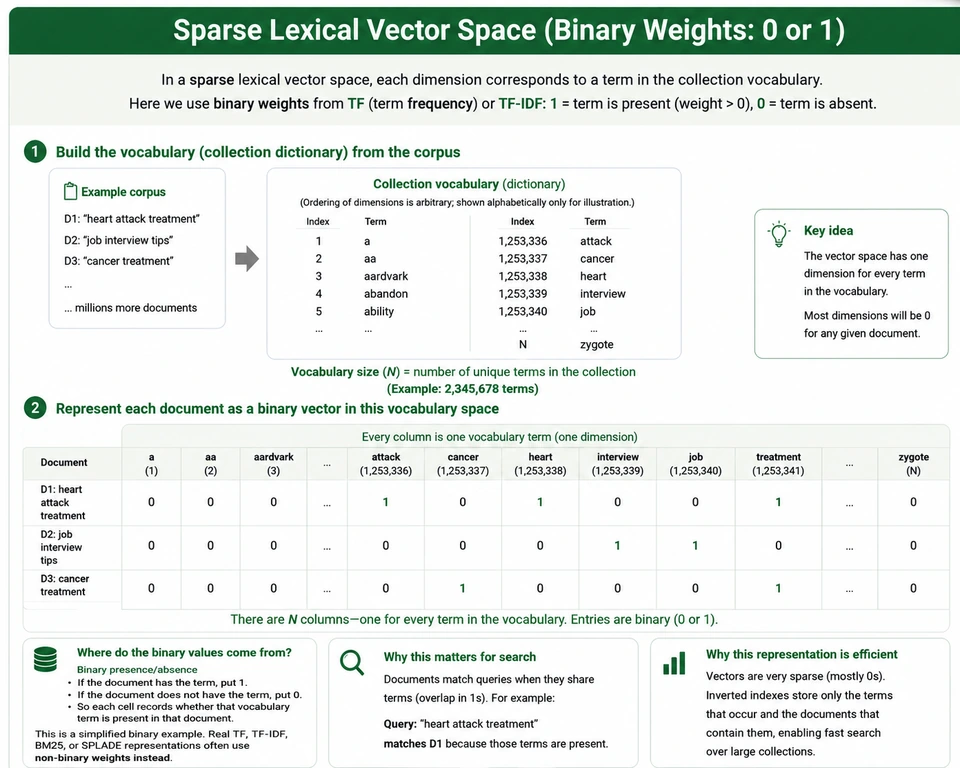 Sparse Lexical Vector Space (Binary Weights: 0 or 1)
In a sparse lexical vector space, each dimension corresponds to a term in the collection vocabulary.
Here we use binary weights from TF (term frequency) or TF-IDF: 1 = term is present (weight > 0), 0 = term is absent.
1 Build the vocabulary (collection dictionary) from the corpus
Example corpus
D1: "heart attack treatment"
D2: "job interview tips"
D3: "cancer treatment"
...
... millions more documents
Collection vocabulary (dictionary)
(Ordering of dimensions is arbitrary; shown alphabetically only for illustration.)
Index Term Index Term
1 a 1,253,336 attack
2 aa 1,253,337 cancer
3 aardvark 1,253,338 heart
4 abandon 1,253,339 interview
5 ability 1,253,340 job
... ... ... ...
N zygote
Vocabulary size (N) = number of unique terms in the collection
(Example: 2,345,678 terms)
Key idea
The vector space has one
dimension for every term
in the vocabulary.
Most dimensions will be 0
for any given document.
2 Represent each document as a binary vector in this vocabulary space
Every column is one vocabulary term (one dimension)
Document a aa aardvark ... attack cancer heart interview job treatment ... zygote
(1) (2) (3) (1,253,336) (1,253,337) (1,253,338) (1,253,339) (1,253,340) (1,253,341) (N)
D1: heart
attack
treatment
0 0 0 ... 1 0 1 0 0 1 ... 0
D2: job
interview
tips
0 0 0 ... 0 0 0 1 1 0 ... 0
D3: cancer
treatment
0 0 0 ... 0 1 0 0 0 1 ... 0
There are N columns—one for every term in the vocabulary. Entries are binary (0 or 1).
Where do the binary values come from?
Binary presence/absence
• If the document has the term, put 1.
• If the document does not have the term, put 0.
• So each cell records whether that vocabulary
term is present in that document.
This is a simplified binary example. Real TF, TF-IDF,
BM25, or SPLADE representations often use
non-binary weights instead.
Why this matters for search
Documents match queries when they share
terms (overlap in 1s). For example:
Query: "heart attack treatment"
matches D1 because those terms are present.
Why this representation is efficient
Vectors are very sparse (mostly 0s).
Inverted indexes store only the terms
that occur and the documents that
contain them, enabling fast search
over large collections.